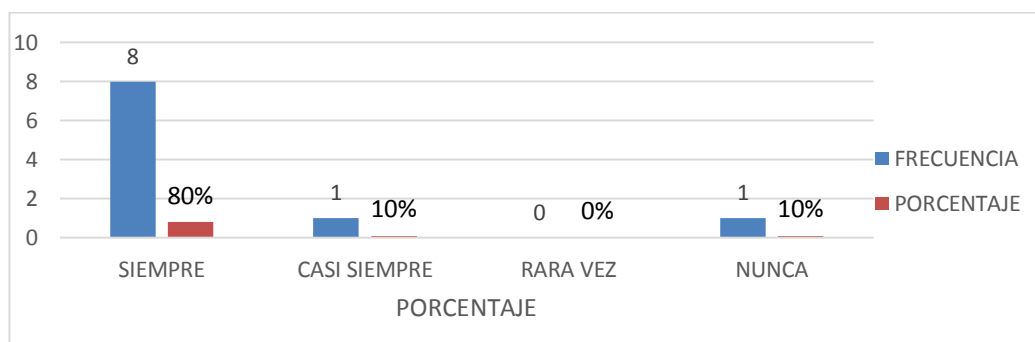 10
8
6
4
2
0
8
80%
1
10%
0
0%
1
10%
SIEMPRE
CASI SIEMPRE
RARA VEZ
NUNCA
PORCENTAJE
FRECUENCIA
PORCENTAJE